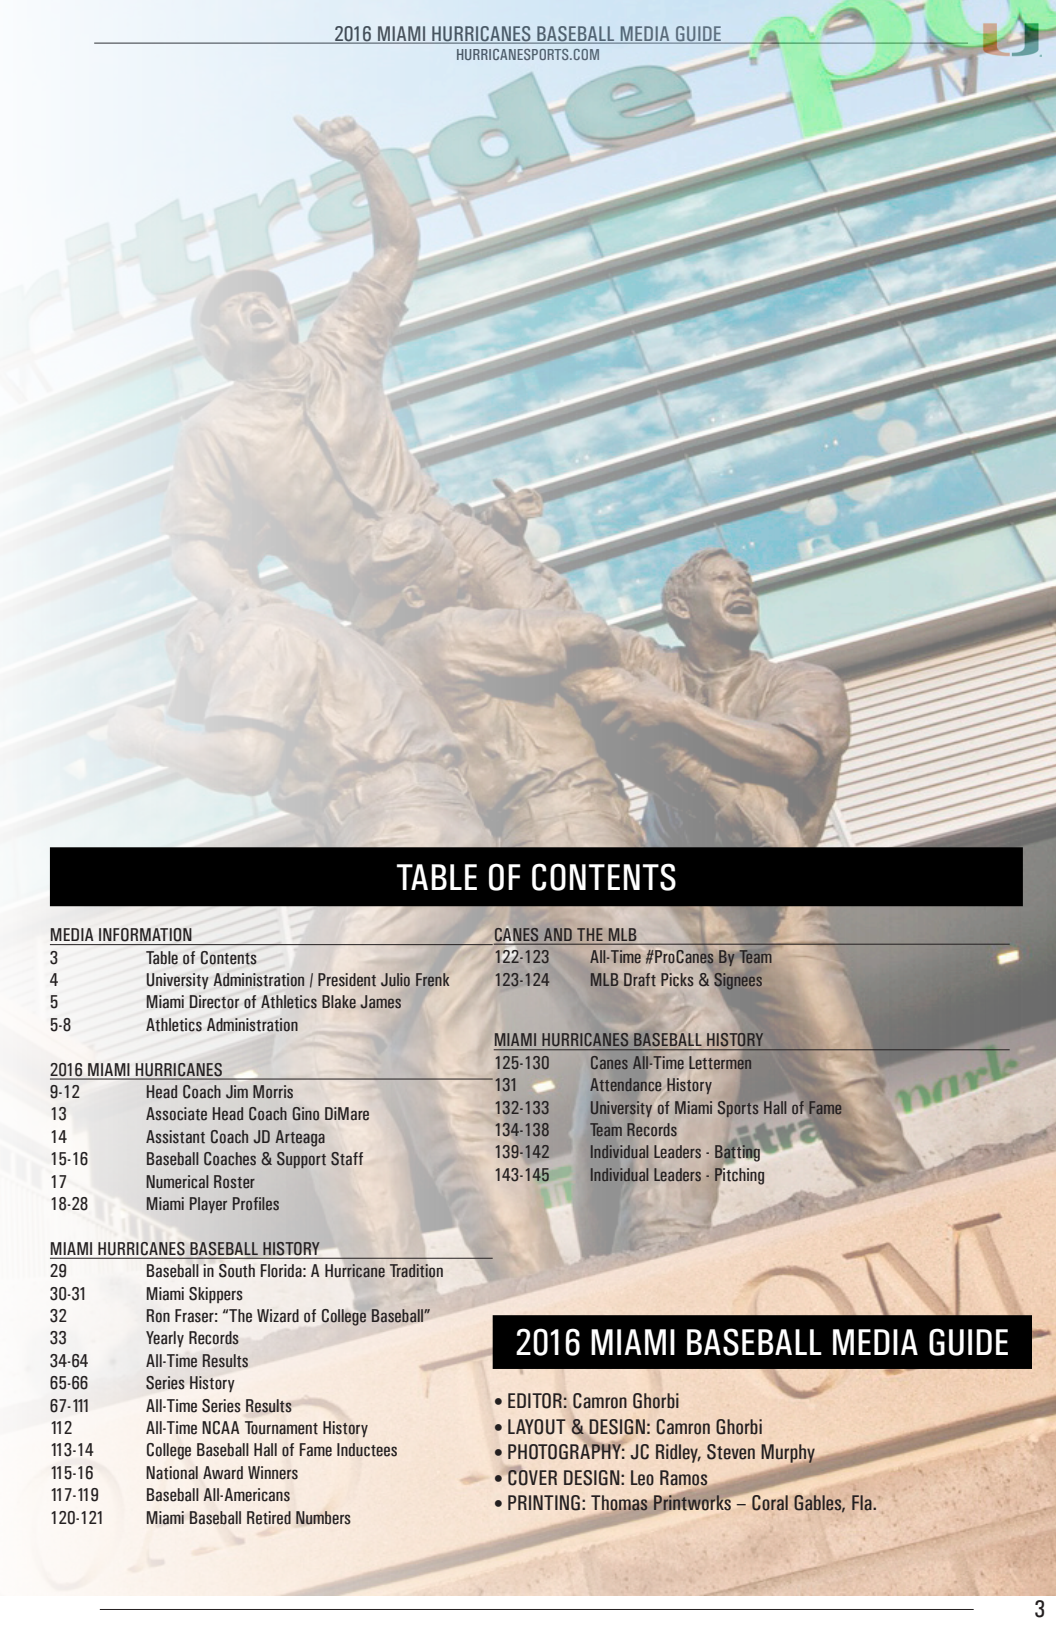 2016 MIAMI HURRICANES BASEBALL MEDIA GUIDE
HURRICANESPORTS.COM
ritrade pa
TABLE OF CONTENTS
MEDIA INFORMATION
3 Table of Contents
4 University Administration / President Julio Frenk
5 Miami Director of Athletics Blake James
5-8 Athletics Administration
2016 MIAMI HURRICANES
9-12 Head Coach Jim Morris
13 Associate Head Coach Gino DiMare
14 Assistant Coach JD Arteaga
15-16 Baseball Coaches & Support Staff
17 Numerical Roster
18-28 Miami Player Profiles
MIAMI HURRICANES BASEBALL HISTORY
29 Baseball in South Florida: A Hurricane Tradition
30-31 Miami Skippers
32 Ron Fraser: “The Wizard of College Baseball”
33 Yearly Records
34-64 All-Time Results
65-66 Series History
67-111 All-Time Series Results
112 All-Time NCAA Tournament History
113-14 College Baseball Hall of Fame Inductees
115-16 National Award Winners
117-119 Baseball All-Americans
120-121 Miami Baseball Retired Numbers
CANES AND THE MLB
122-123 All-Time #ProCanes By Team
123-124 MLB Draft Picks & Signees
MIAMI HURRICANES BASEBALL HISTORY
125-130 Canes All-Time Lettermen
131 Attendance History
132-133 University of Miami Sports Hall of Fame
134-138 Team Records
139-142 Individual Leaders - Batting
143-145 Individual Leaders - Pitching
ritra park
OAD TO OM
2016 MIAMI BASEBALL MEDIA GUIDE
• EDITOR: Camron Ghorbi
• LAYOUT & DESIGN: Camron Ghorbi
• PHOTOGRAPHY: JC Ridley, Steven Murphy
• COVER DESIGN: Leo Ramos
• PRINTING: Thomas Printworks – Coral Gables, Fla.
3